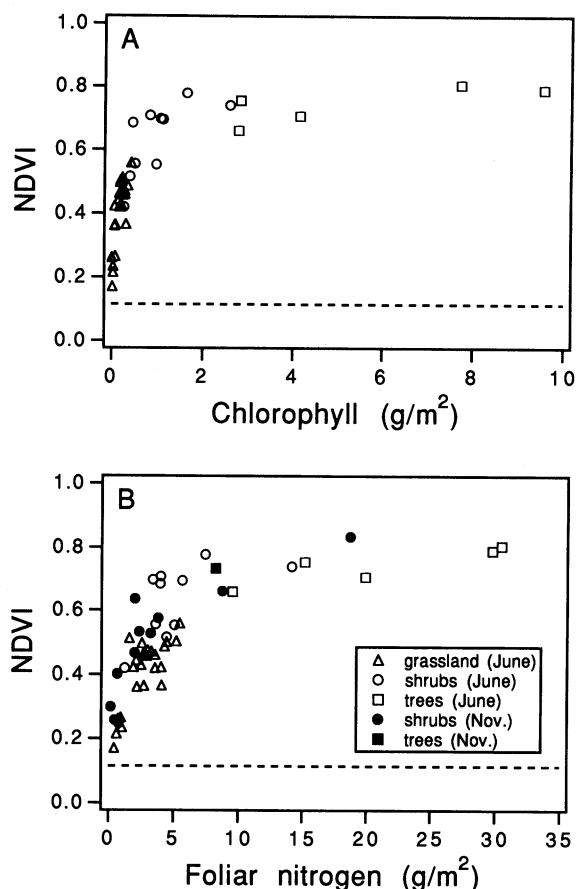 A
1.0
0.8
0.6
0.4
0.2
0.0
NDVI
0 2 4 6 8 10
Chlorophyll (g/m²)
B
1.0
0.8
0.6
0.4
0.2
0.0
NDVI
grassland (June)
shrubs (June)
trees (June)
shrubs (Nov.)
trees (Nov.)
0 5 10 15 20 25 30 35
Foliar nitrogen (g/m²)